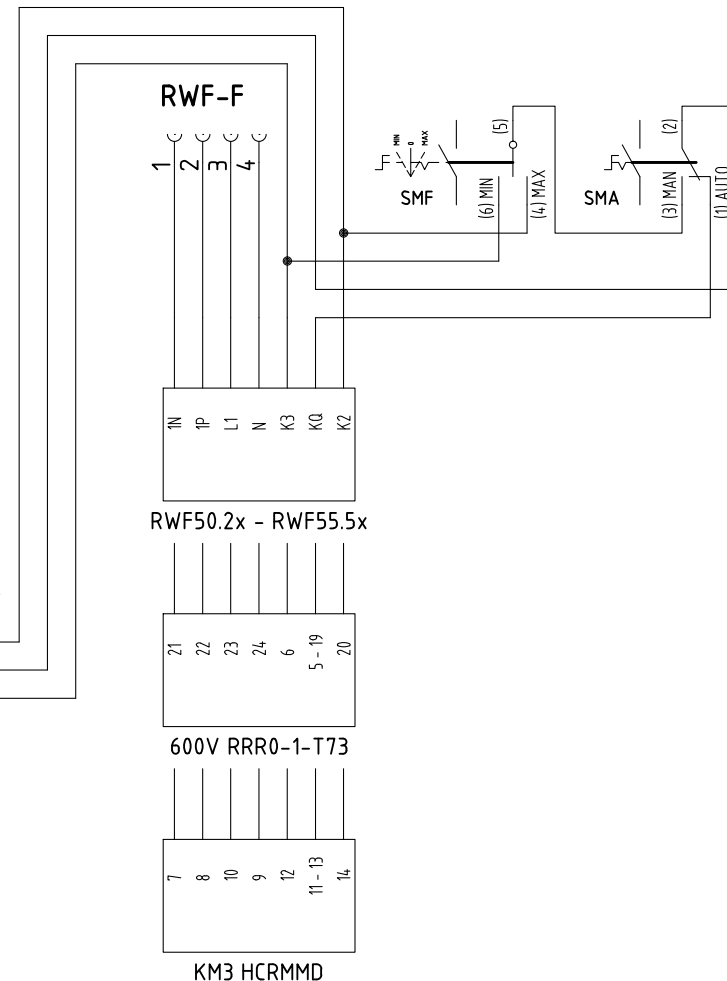 RWF-F
1
2
3
4
MIN
0
MAX
SMF
(5)
(6) MIN
(4) MAX
SMA
(2)
(3) MAN
(1) AUTO
1N
1P
L1
N
K3
KQ
K2
RWF50.2x - RWF55.5x
21
22
23
24
6
5 - 19
20
600V RRR0-1-T73
7
8
10
9
12
11 - 13
14
KM3 HCRMMD